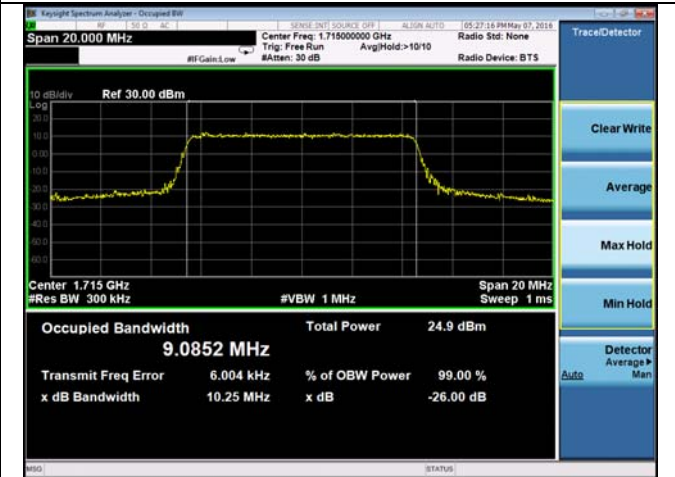 Keysight Spectrum Analyzer - Occupied BW
RF 50 Ω AC SENSE:INT SOURCE OFF ALIGN AUTO 05:27:16 PM May 07, 2016
Span 20.000 MHz
Center Freq: 1.715000000 GHz Radio Std: None
Trig: Free Run Avg|Hold:>10/10
#IFGain:Low #Atten: 30 dB Radio Device: BTS
Trace/Detector
10 dB/div Ref 30.00 dBm
Log
20.0
10.0
0.00
-10.0
-20.0
-30.0
-40.0
-50.0
-60.0
Center 1.715 GHz Span 20 MHz
#Res BW 300 kHz #VBW 1 MHz Sweep 1 ms
Occupied Bandwidth Total Power 24.9 dBm
9.0852 MHz
Transmit Freq Error 6.004 kHz % of OBW Power 99.00 %
x dB Bandwidth 10.25 MHz x dB -26.00 dB
Clear Write
Average
Max Hold
Min Hold
Detector
Average
Auto Man
MSG STATUS